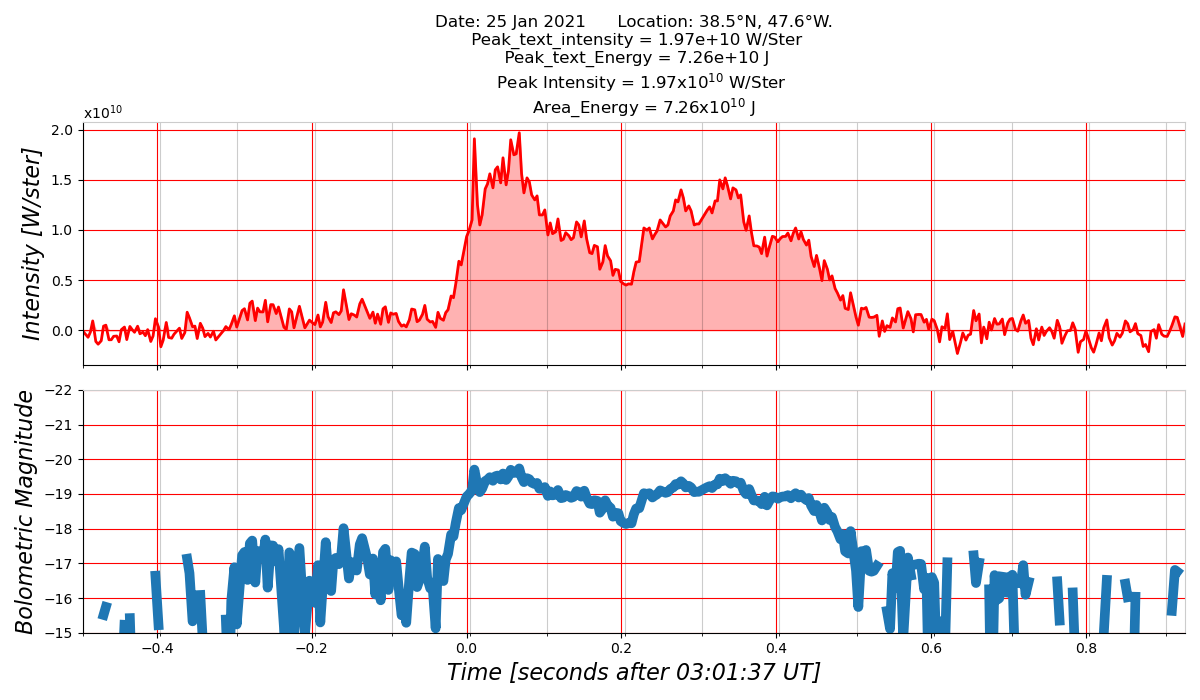 Date: 25 Jan 2021      Location: 38.5°N, 47.6°W.
Peak_text_intensity = 1.97e+10 W/Ster
Peak_text_Energy = 7.26e+10 J
Peak Intensity = 1.97x10¹⁰ W/Ster
Area_Energy = 7.26x10¹⁰ J
x10¹⁰
2.0
1.5
1.0
0.5
0.0
Intensity [W/ster]
−22
−21
−20
−19
−18
−17
−16
−15
Bolometric Magnitude
−0.4 −0.2 0.0 0.2 0.4 0.6 0.8
Time [seconds after 03:01:37 UT]